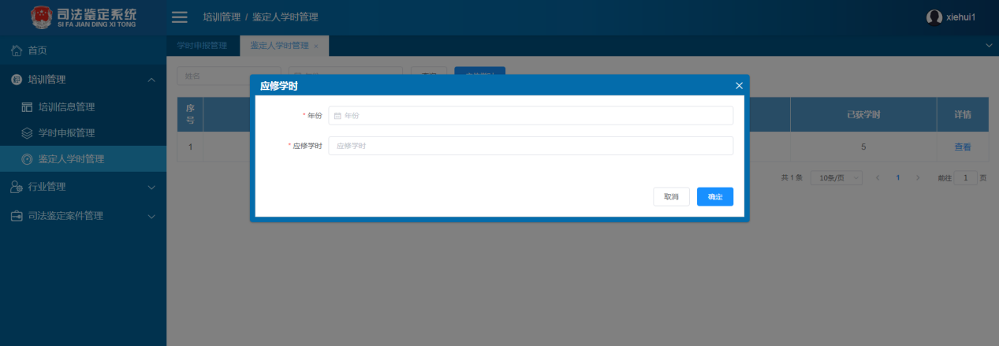 司法鉴定系统
SI FA JIAN DING XI TONG
培训管理 / 鉴定人学时管理
xiehui1
首页
培训管理
培训信息管理
学时申报管理
鉴定人学时管理
行业管理
司法鉴定案件管理
学时申报管理
鉴定人学时管理 ×
姓名
应修学时
* 年份 年份
* 应修学时 应修学时
取消 确定
序号
已获学时 详情
1 5 查看
共 1 条 10条/页 < 1 > 前往 1 页